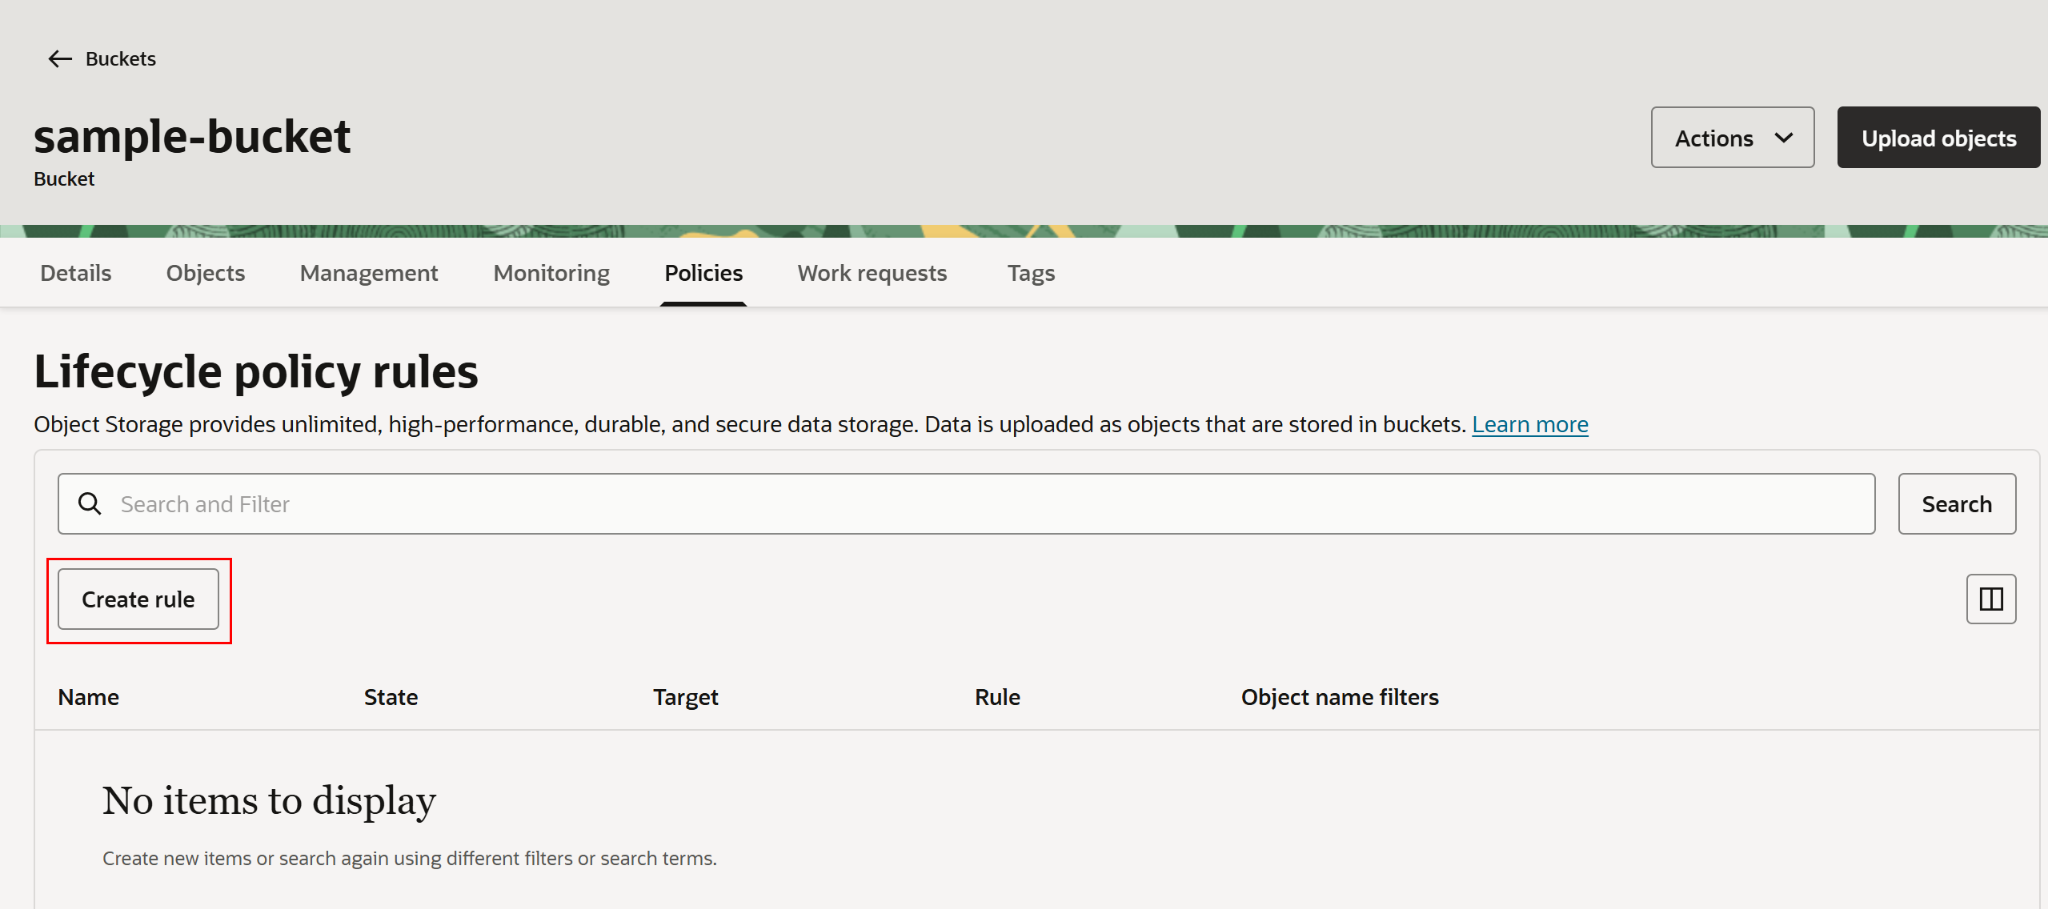 Buckets
sample-bucket
Bucket
Actions
Upload objects
Details Objects Management Monitoring Policies Work requests Tags
Lifecycle policy rules
Object Storage provides unlimited, high-performance, durable, and secure data storage. Data is uploaded as objects that are stored in buckets. Learn more
Search and Filter
Search
Create rule
Name State Target Rule Object name filters
No items to display
Create new items or search again using different filters or search terms.